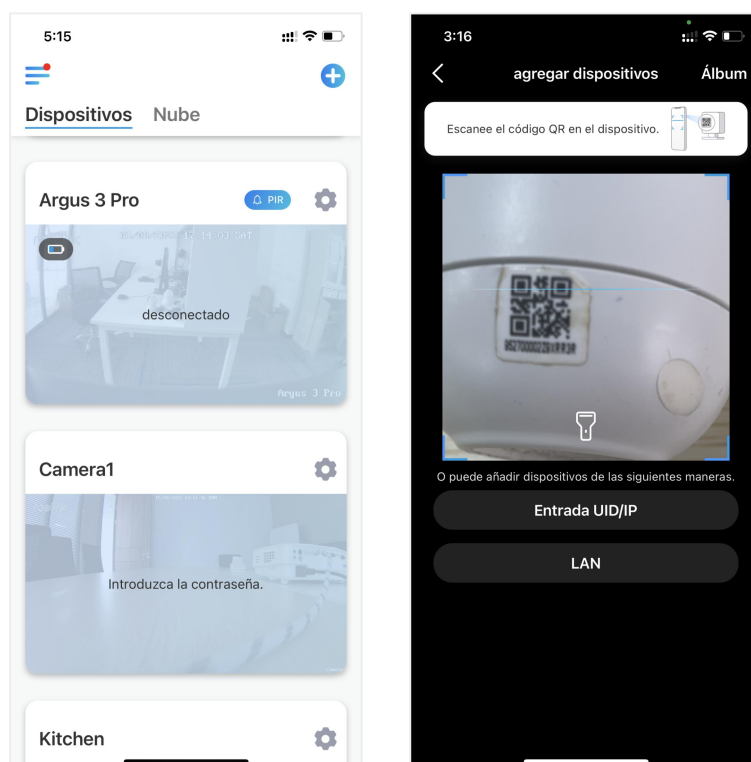 5:15
Dispositivos Nube
Argus 3 Pro
PIR
desconectado
Argus 3 Pro
Camera1
Introduzca la contraseña.
Kitchen
3:16
agregar dispositivos
Álbum
Escanee el código QR en el dispositivo.
O puede añadir dispositivos de las siguientes maneras.
Entrada UID/IP
LAN